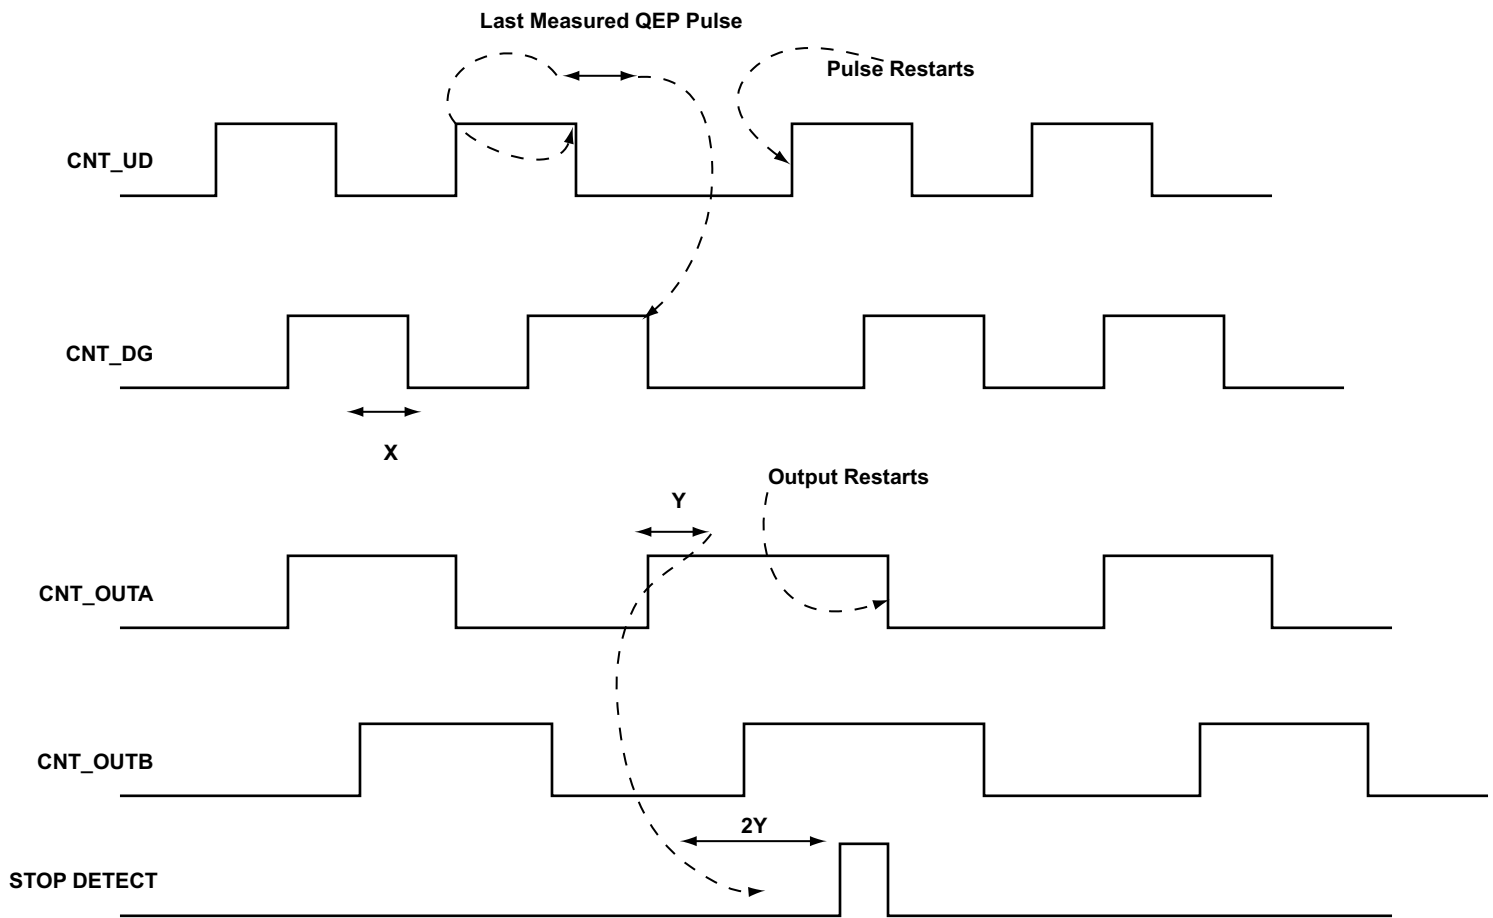 Last Measured QEP Pulse
Pulse Restarts
CNT_UD
CNT_DG
X
Output Restarts
Y
CNT_OUTA
CNT_OUTB
2Y
STOP DETECT